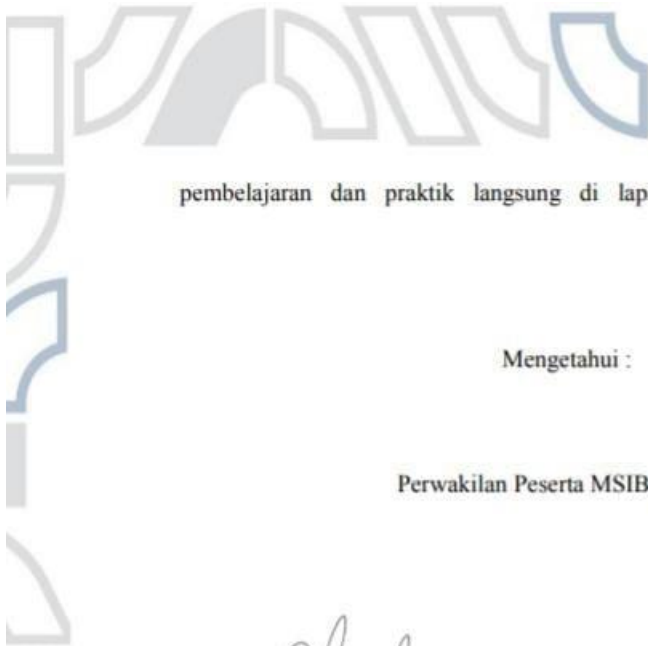 pembelajaran dan praktik langsung di lap
Mengetahui :
Perwakilan Peserta MSIB